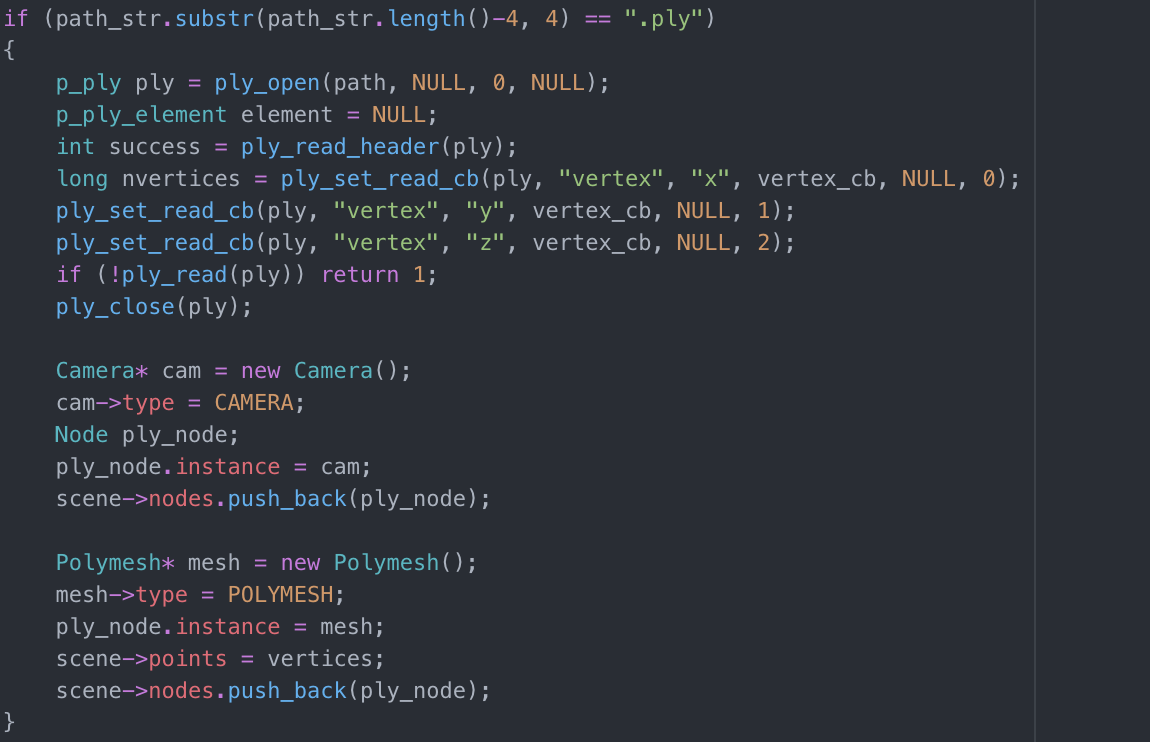 if (path_str.substr(path_str.length()-4, 4) == ".ply")
{
    p_ply ply = ply_open(path, NULL, 0, NULL);
    p_ply_element element = NULL;
    int success = ply_read_header(ply);
    long nvertices = ply_set_read_cb(ply, "vertex", "x", vertex_cb, NULL, 0);
    ply_set_read_cb(ply, "vertex", "y", vertex_cb, NULL, 1);
    ply_set_read_cb(ply, "vertex", "z", vertex_cb, NULL, 2);
    if (!ply_read(ply)) return 1;
    ply_close(ply);

    Camera* cam = new Camera();
    cam->type = CAMERA;
    Node ply_node;
    ply_node.instance = cam;
    scene->nodes.push_back(ply_node);

    Polymesh* mesh = new Polymesh();
    mesh->type = POLYMESH;
    ply_node.instance = mesh;
    scene->points = vertices;
    scene->nodes.push_back(ply_node);
}